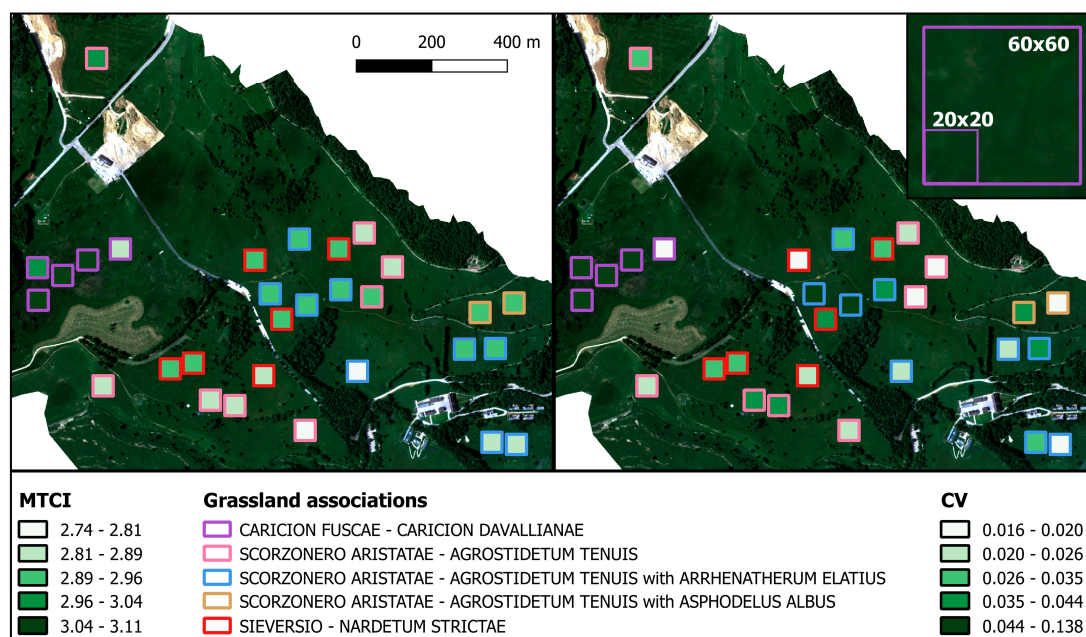 0 200 400 m
60x60
20x20
MTCI
2.74 - 2.81
2.81 - 2.89
2.89 - 2.96
2.96 - 3.04
3.04 - 3.11
Grassland associations
CARICION FUSCAE - CARICION DAVALLIANAE
SCORZONERO ARISTATAE - AGROSTIDETUM TENUIS
SCORZONERO ARISTATAE - AGROSTIDETUM TENUIS with ARRHENATHERUM ELATIUS
SCORZONERO ARISTATAE - AGROSTIDETUM TENUIS with ASPHODELUS ALBUS
SIEVERSIO - NARDETUM STRICTAE
CV
0.016 - 0.020
0.020 - 0.026
0.026 - 0.035
0.035 - 0.044
0.044 - 0.138